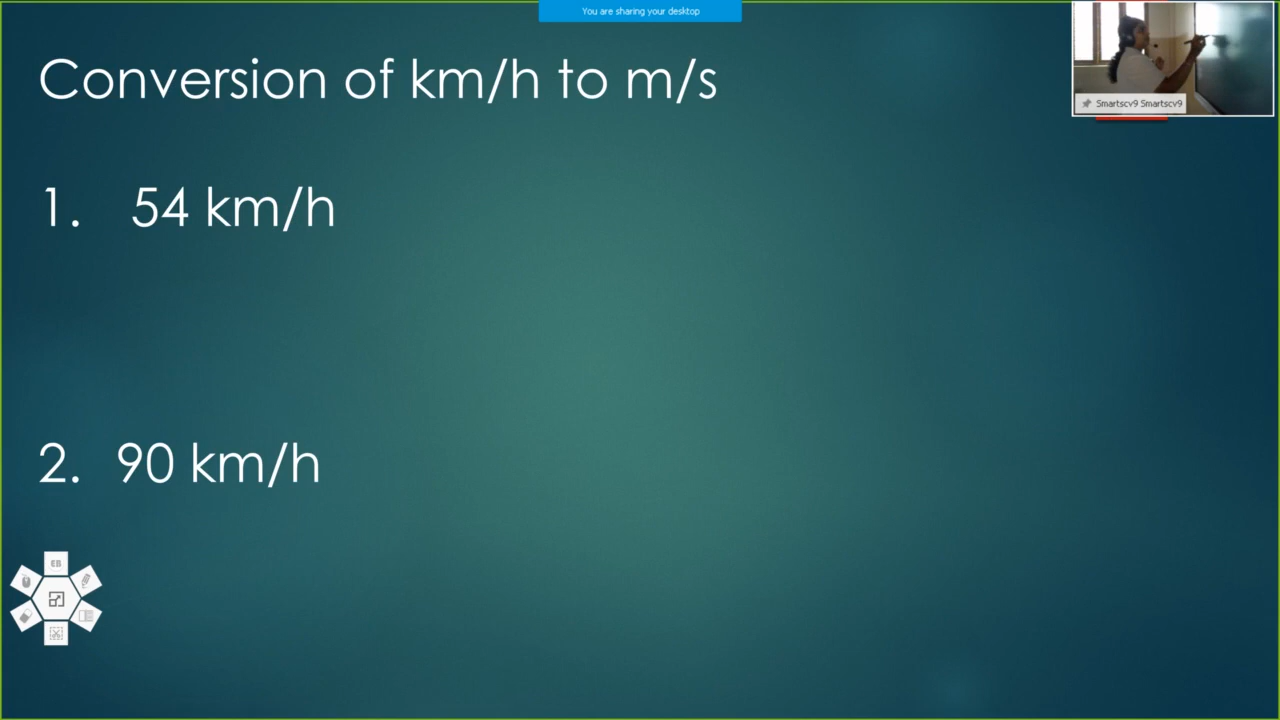 You are sharing your desktop
Conversion of km/h to m/s
Smartscv9 Smartscv9
1. 54 km/h
2. 90 km/h
EB